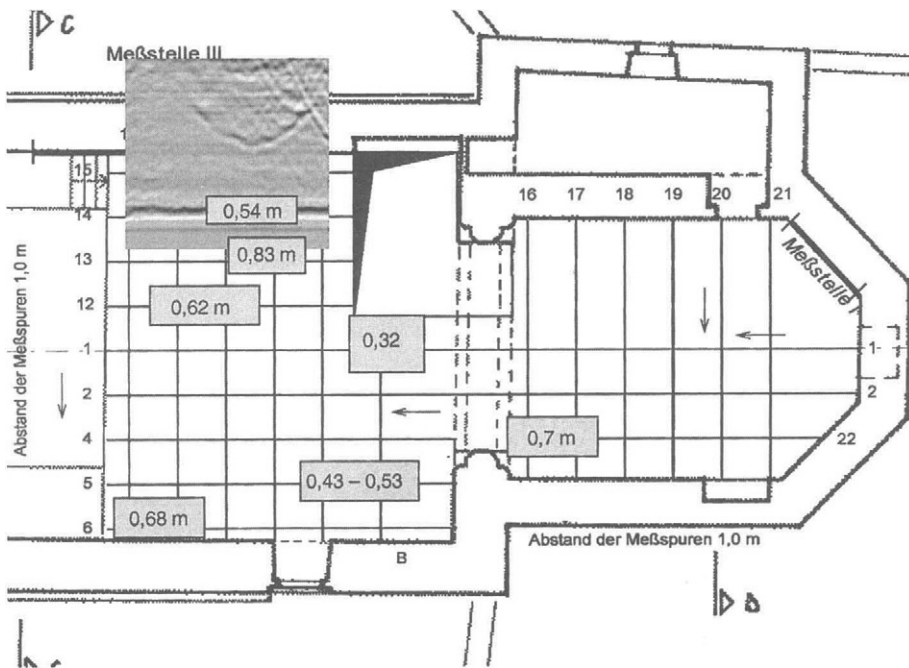 C
Meßstelle III
15
14
13
12
1
2
4
5
6
Abstand der Meßspuren 1,0 m
0,54 m
0,83 m
0,62 m
0,32
0,43 – 0,53
0,68 m
B
16 17 18 19 20 21
Meßstelle
1
2
22
0,7 m
Abstand der Meßspuren 1,0 m
D